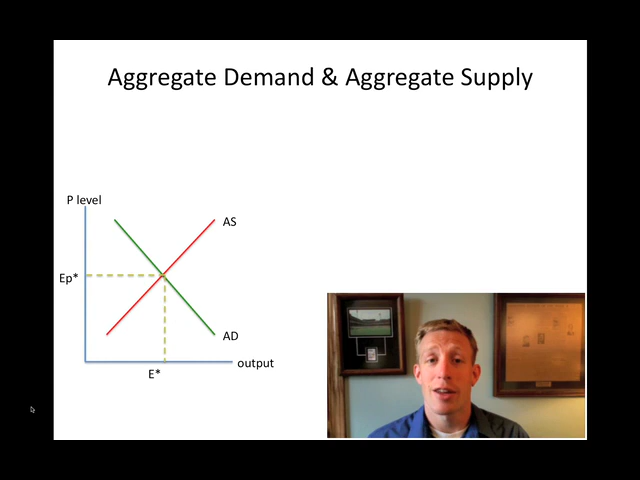 Aggregate Demand & Aggregate Supply
P level
AS
Ep*
AD
output
E*